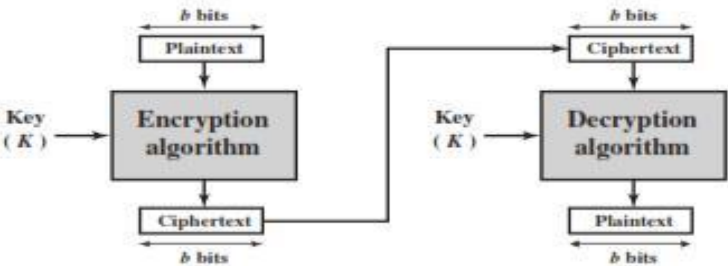 b bits
Plaintext
Key
( K )
Encryption
algorithm
Ciphertext
b bits
b bits
Ciphertext
Key
( K )
Decryption
algorithm
Plaintext
b bits